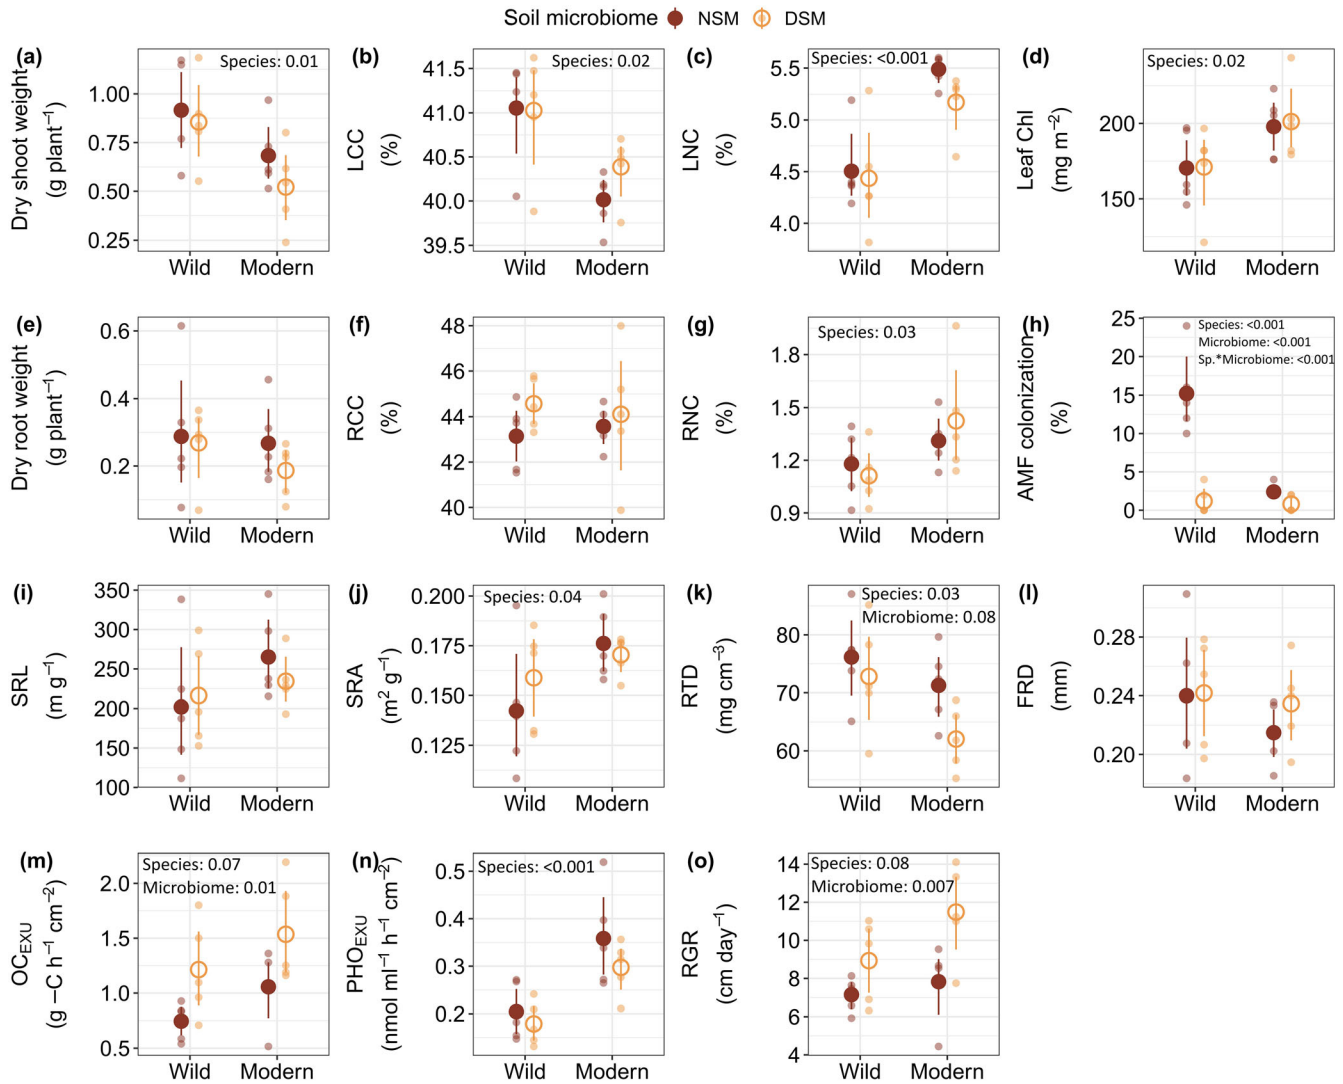 Soil microbiome NSM DSM
(a)
Dry shoot weight
(g plant−1)
Species: 0.01
1.00
0.75
0.50
0.25
Wild Modern
(b)
LCC
(%)
Species: 0.02
41.5
41.0
40.5
40.0
39.5
Wild Modern
(c)
LNC
(%)
Species: <0.001
5.5
5.0
4.5
4.0
Wild Modern
(d)
Leaf Chl
(mg m−2)
Species: 0.02
200
150
Wild Modern
(e)
Dry root weight
(g plant−1)
0.6
0.4
0.2
Wild Modern
(f)
RCC
(%)
48
46
44
42
40
Wild Modern
(g)
RNC
(%)
Species: 0.03
1.8
1.5
1.2
0.9
Wild Modern
(h)
AMF colonization
(%)
Species: <0.001
Microbiome: <0.001
Sp.*Microbiome: <0.001
25
20
15
10
5
0
Wild Modern
(i)
SRL
(m g−1)
350
300
250
200
150
100
Wild Modern
(j)
SRA
(m2 g−1)
Species: 0.04
0.200
0.175
0.150
0.125
Wild Modern
(k)
RTD
(mg cm−3)
Species: 0.03
Microbiome: 0.08
80
70
60
Wild Modern
(l)
FRD
(mm)
0.28
0.24
0.20
Wild Modern
(m)
OCEXU
(g −C h−1 cm−2)
Species: 0.07
Microbiome: 0.01
2.0
1.5
1.0
0.5
Wild Modern
(n)
PHOEXU
(nmol ml−1 h−1 cm−2)
Species: <0.001
0.5
0.4
0.3
0.2
Wild Modern
(o)
RGR
(cm day−1)
Species: 0.08
Microbiome: 0.007
14
12
10
8
6
4
Wild Modern